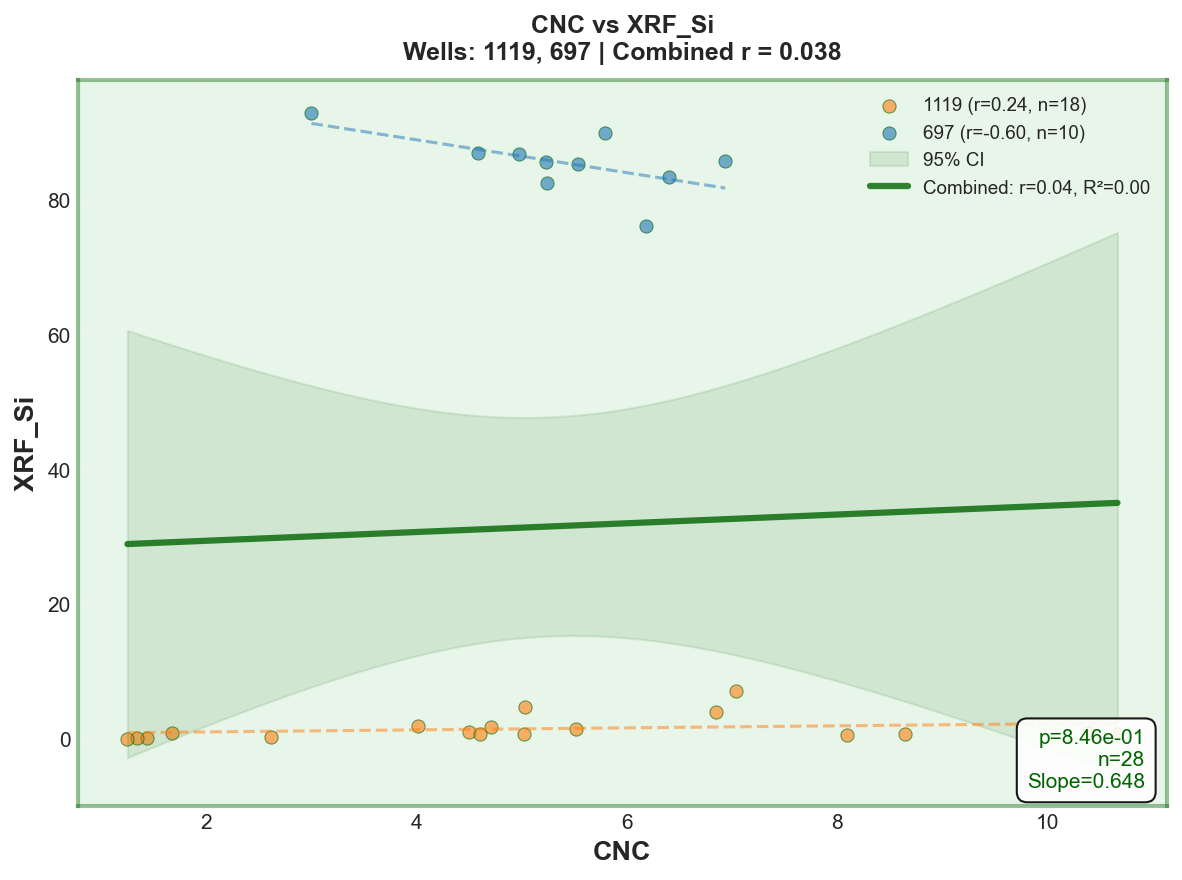 CNC vs XRF_Si
Wells: 1119, 697 | Combined r = 0.038
1119 (r=0.24, n=18)
697 (r=-0.60, n=10)
95% CI
Combined: r=0.04, R²=0.00
XRF_Si
80
60
40
20
0
p=8.46e-01
n=28
Slope=0.648
2
4
6
8
10
CNC